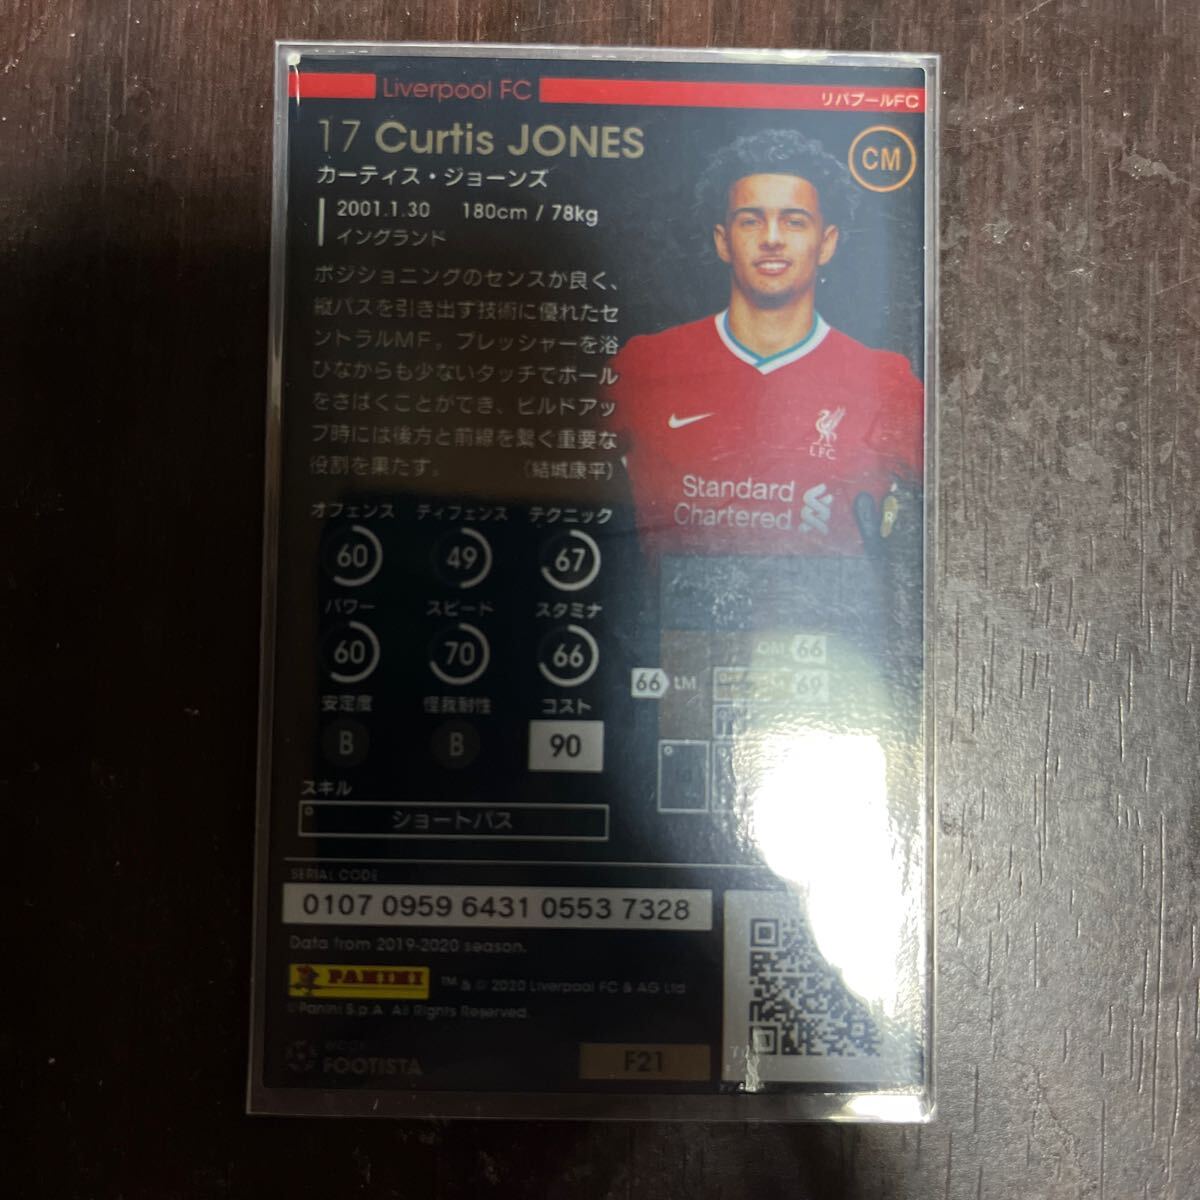 Liverpool FC
リバプールFC
17 Curtis JONES
CM
カーティス・ジョーンズ
2001.1.30 180cm / 78kg
イングランド
ポジショニングのセンスが良く、
縦パスを引き出す技術に優れたセ
ントラルMF。プレッシャーを浴
びながらも少ないタッチでボール
をさばくことができ、ビルドアッ
プ時には後方と前線を繋ぐ重要な
役割を果たす。 (結城康平)
LFC
Standard
Chartered
オフェンス ディフェンス テクニック
60 49 67
パワー スピード スタミナ
60 70 66
安定度 怪我耐性 コスト
B B 90
OM 66
66 LM 69
スキル
ショートパス
SERIAL CODE
0107 0959 6431 0553 7328
Data from 2019-2020 season.
PANINI ™ & © 2020 Liverpool FC & AG Ltd
©Panini S.p.A. All Rights Reserved.
WCCF
FOOTISTA
F21